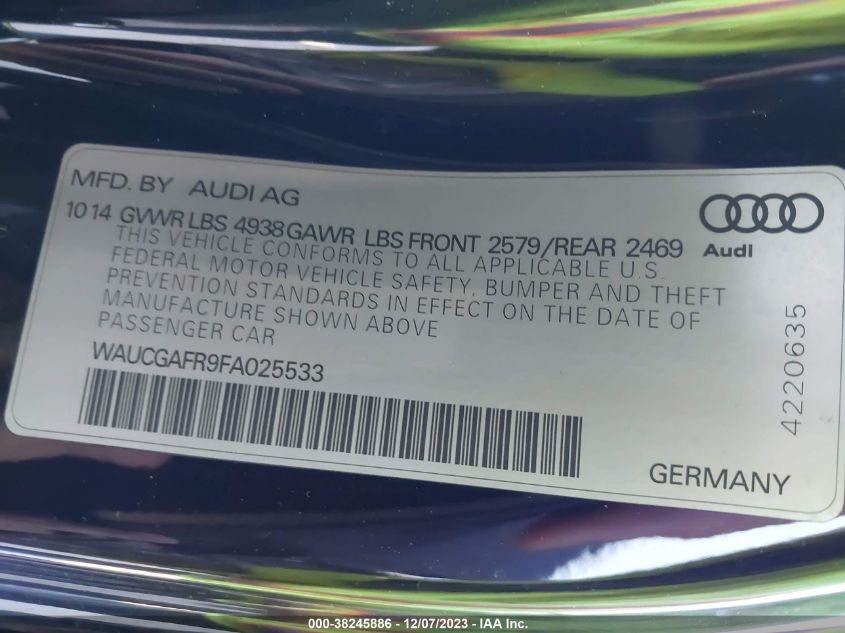 MFD. BY AUDI AG
10 14 GVWR LBS 4938 GAWR LBS FRONT 2579/REAR 2469
THIS VEHICLE CONFORMS TO ALL APPLICABLE U.S.
FEDERAL MOTOR VEHICLE SAFETY, BUMPER AND THEFT
PREVENTION STANDARDS IN EFFECT ON THE DATE OF
MANUFACTURE SHOWN ABOVE
PASSENGER CAR
WAUCGAFR9FA025533
Audi
4220635
GERMANY
000-38245886 - 12/07/2023 - IAA Inc.